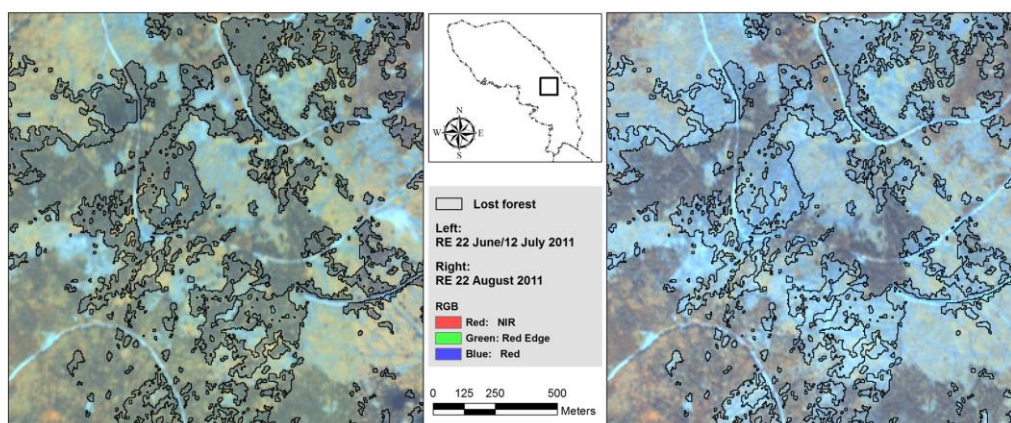 N
W E
S
Lost forest
Left:
RE 22 June/12 July 2011
Right:
RE 22 August 2011
RGB
Red: NIR
Green: Red Edge
Blue: Red
0 125 250 500
Meters